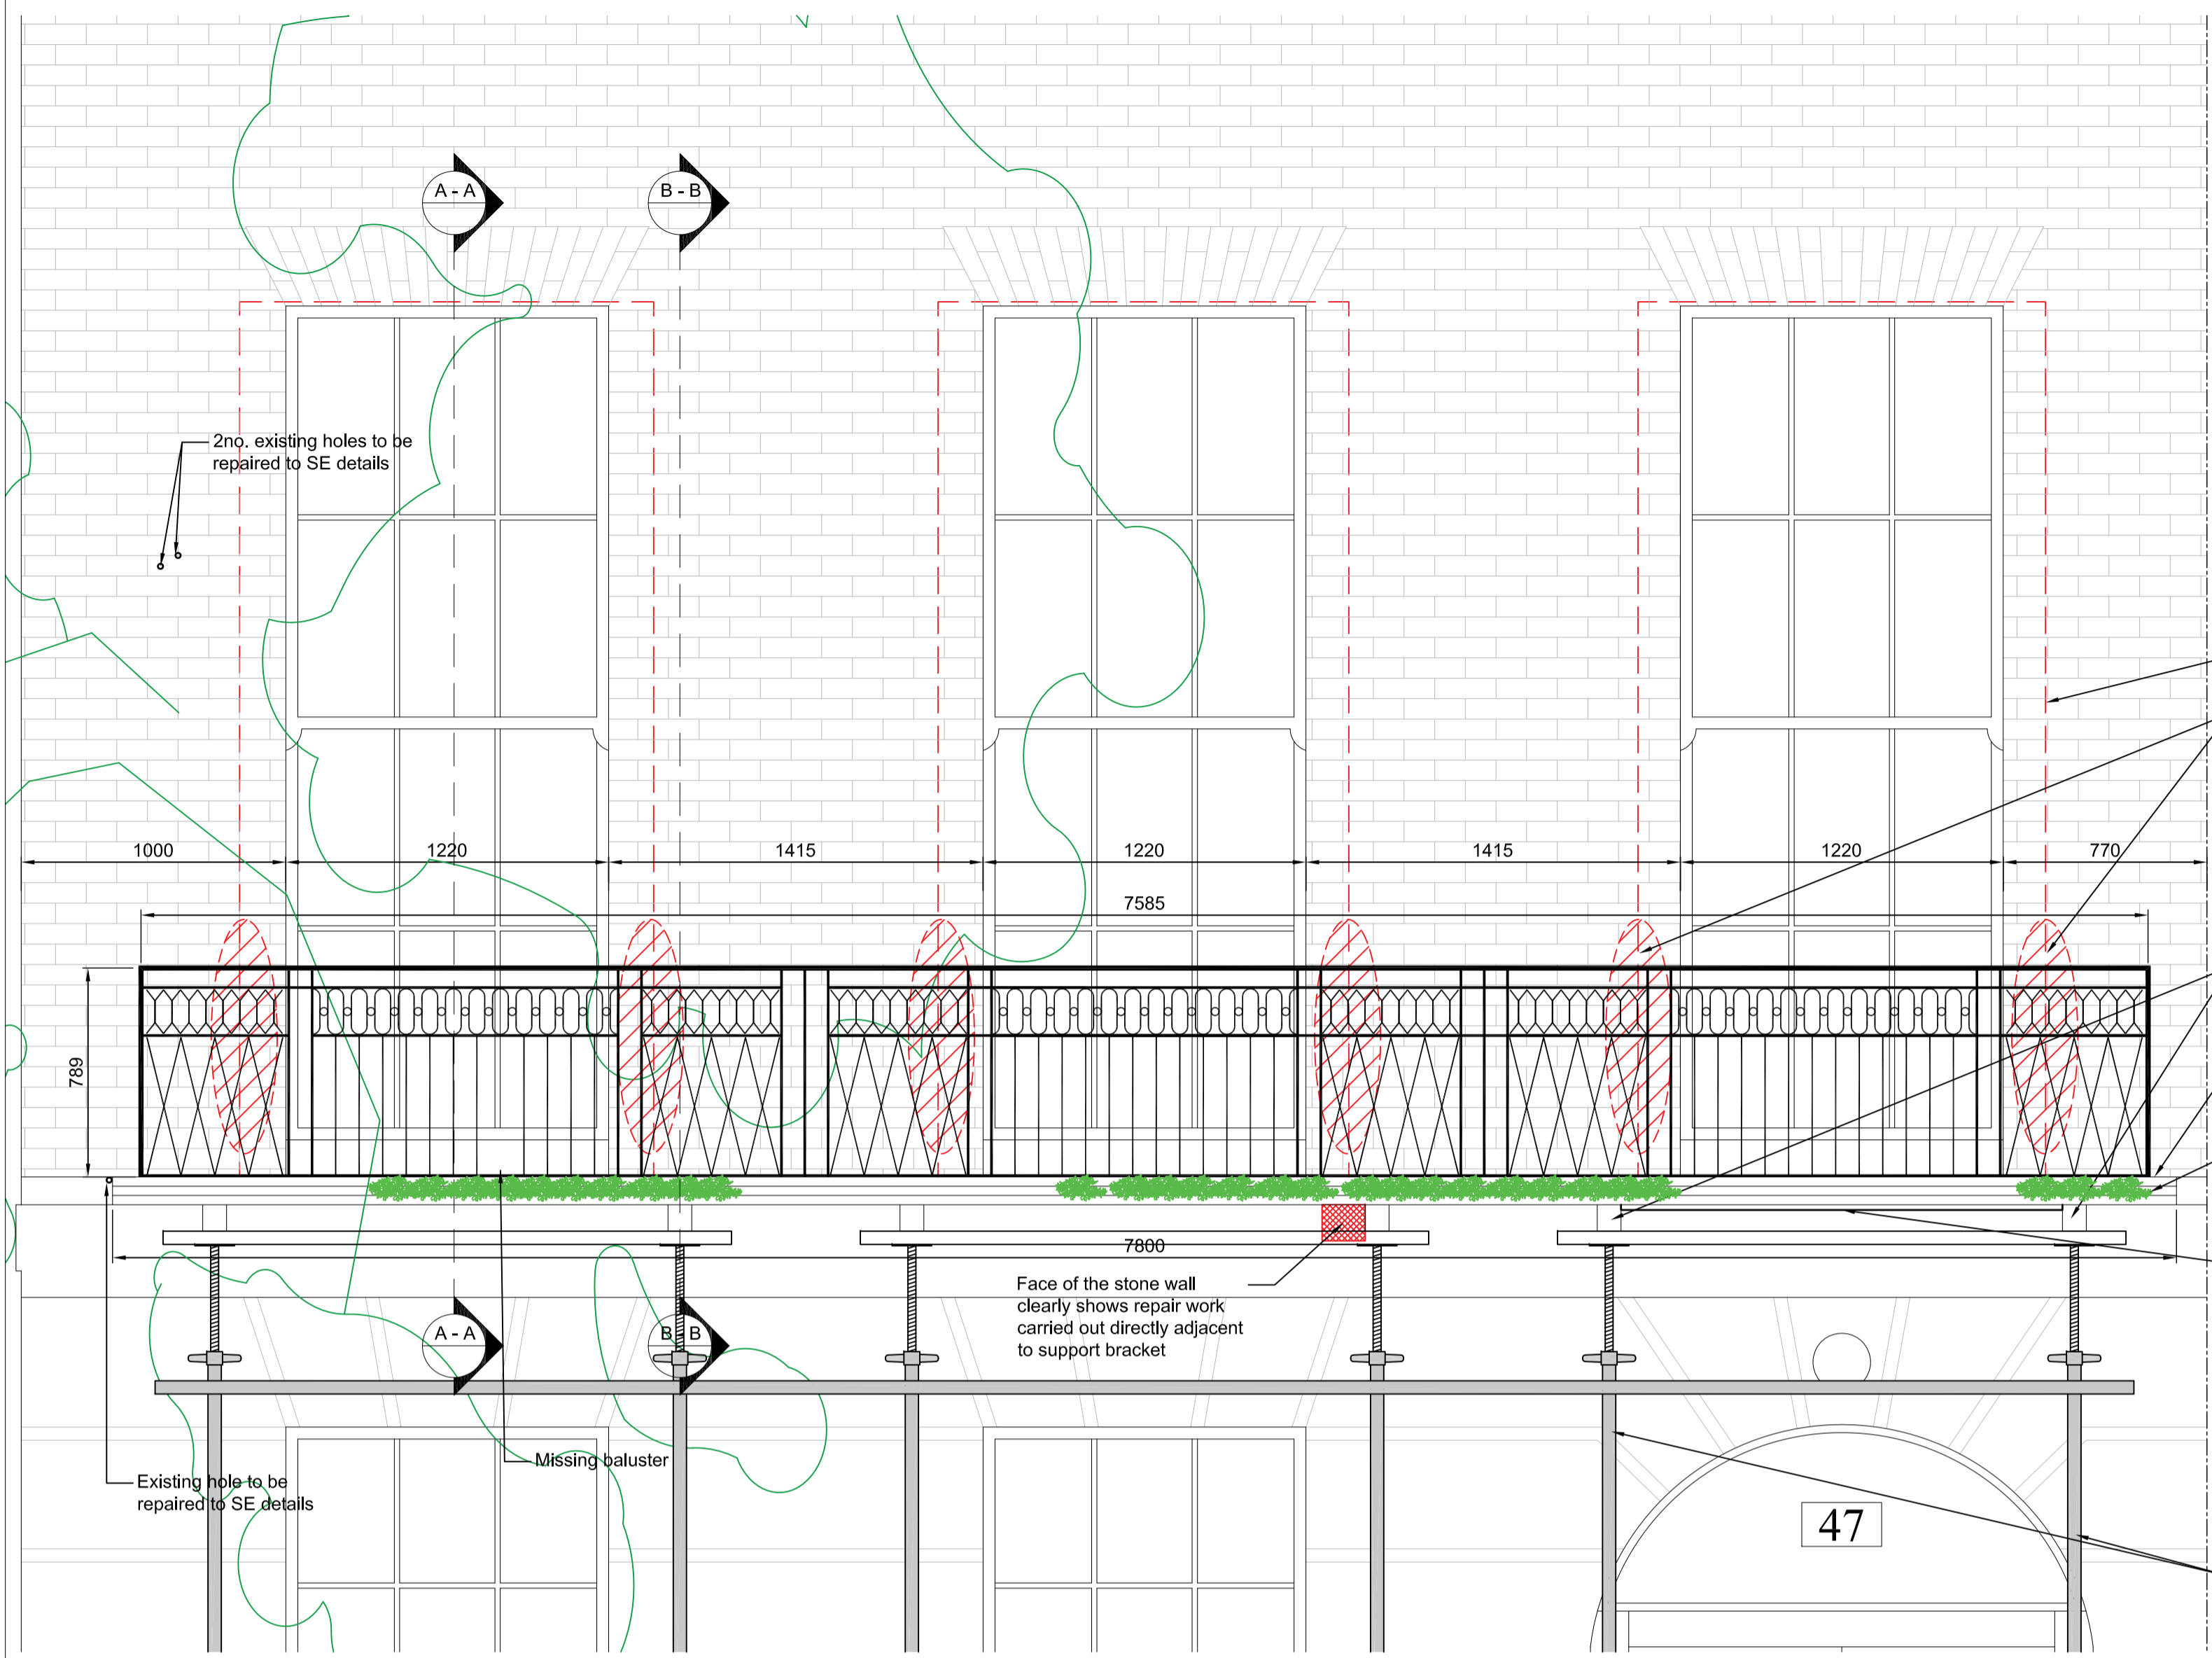 A - A
B - B
2no. existing holes to be
repaired to SE details
1000
1220
1415
1220
1415
1220
770
7585
789
7800
Face of the stone wall
clearly shows repair work
carried out directly adjacent
to support bracket
A - A
B - B
Missing baluster
Existing hole to be
repaired to SE details
47